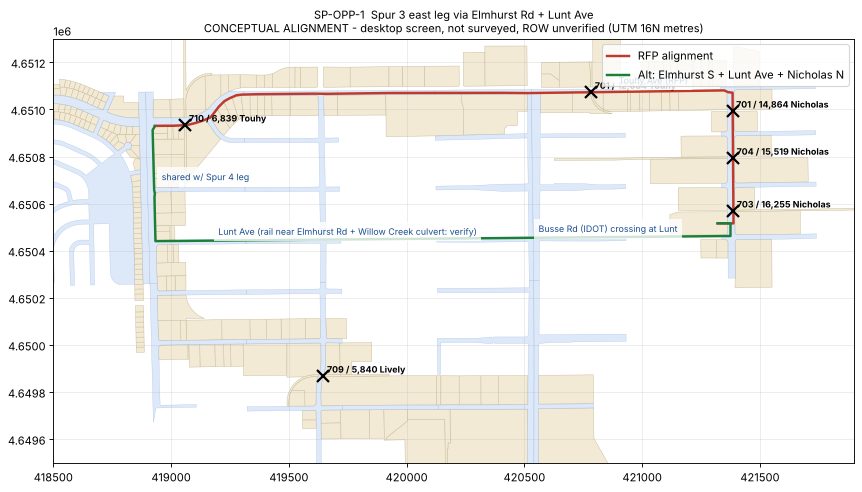 SP-OPP-1 Spur 3 east leg via Elmhurst Rd + Lunt Ave
CONCEPTUAL ALIGNMENT - desktop screen, not surveyed, ROW unverified (UTM 16N metres)
1e6
RFP alignment
Alt: Elmhurst S + Lunt Ave + Nicholas N
4.6512
4.6510
4.6508
4.6506
4.6504
4.6502
4.6500
4.6498
4.6496
710 / 6,839 Touhy
701 / 14,864 Nicholas
704 / 15,519 Nicholas
703 / 16,255 Nicholas
shared w/ Spur 4 leg
Lunt Ave (rail near Elmhurst Rd + Willow Creek culvert: verify)
Busse Rd (IDOT) crossing at Lunt
709 / 5,840 Lively
418500 419000 419500 420000 420500 421000 421500